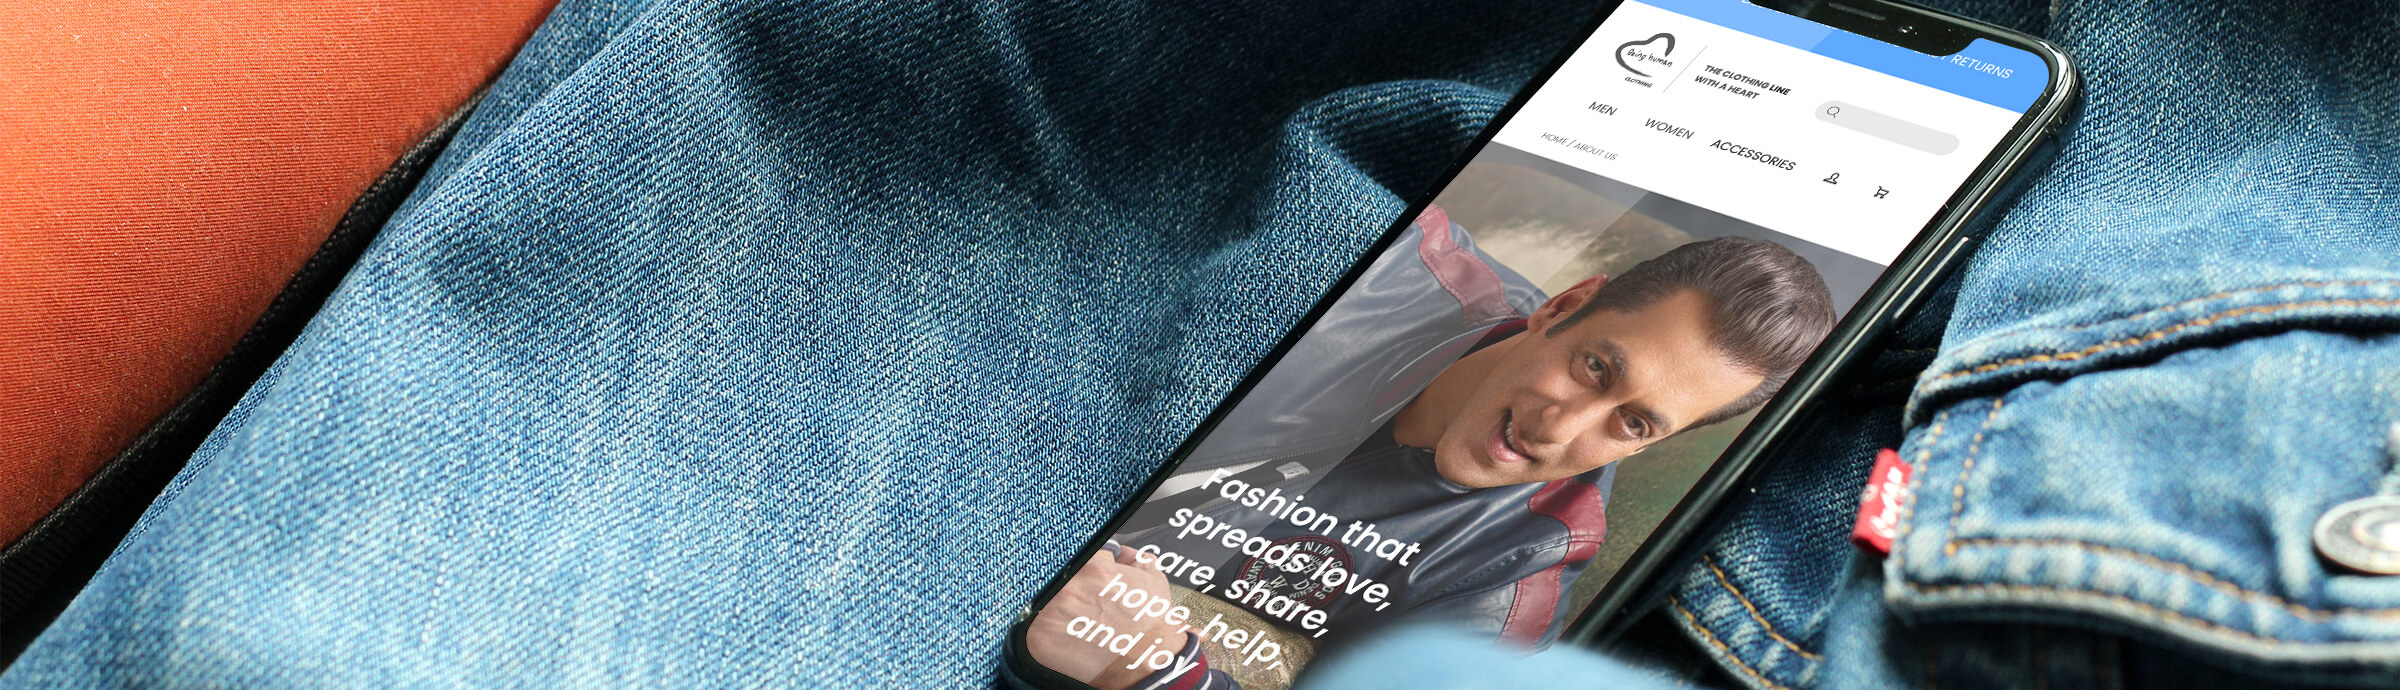 RETURNS
being human
CLOTHING
THE CLOTHING LINE
WITH A HEART
MEN
WOMEN
ACCESSORIES
HOME / ABOUT US
Fashion that
spreads love,
care, share,
hope, help,
and joy